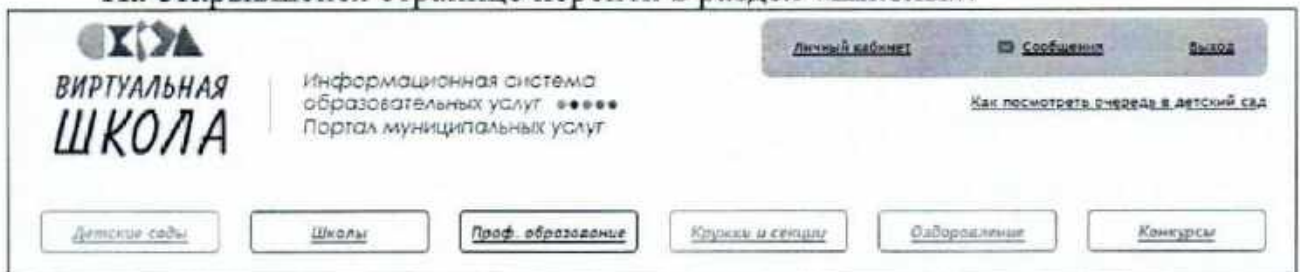 Личный кабинет
Сообщения
Выход
ВИРТУАЛЬНАЯ
ШКОЛА
Информационная система
образовательных услуг
Портал муниципальных услуг
Как посмотреть очередь в детский сад
Детские сады
Школы
Проф. образование
Кружки и секции
Оздоровление
Конкурсы